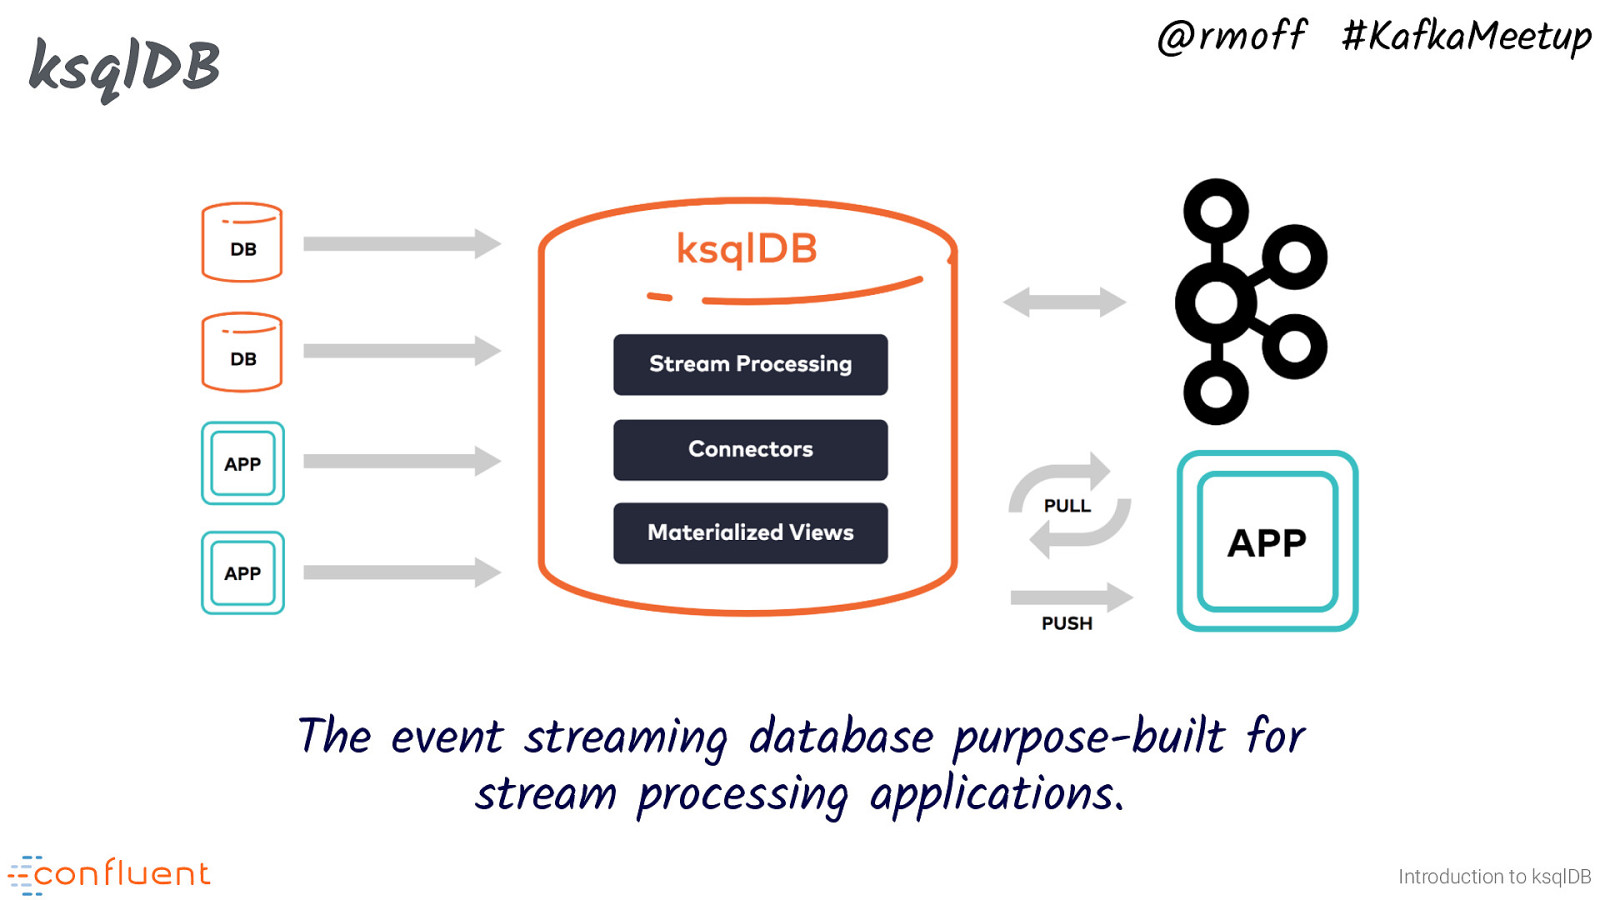 ksqlDB
@rmoff #KafkaMeetup
DB
DB
APP
APP
ksqlDB
Stream Processing
Connectors
Materialized Views
PULL
PUSH
APP
The event streaming database purpose-built for
stream processing applications.
confluent
Introduction to ksqlDB